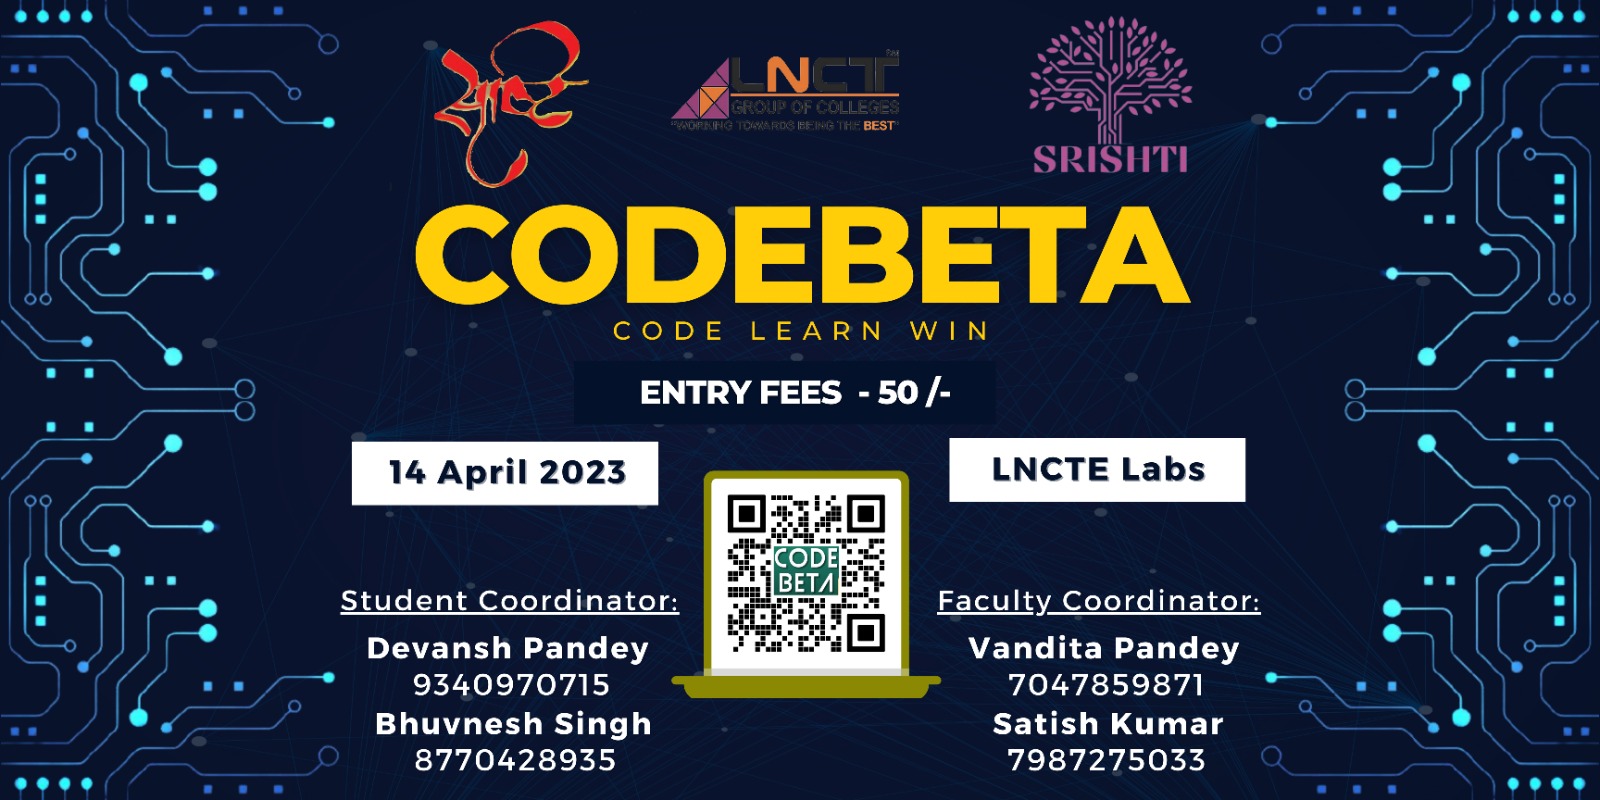 LNCT
TM
GROUP OF COLLEGES
"WORKING TOWARDS BEING THE BEST"
SRISHTI
CODEBETA
CODE LEARN WIN
ENTRY FEES - 50 /-
14 April 2023
LNCTE Labs
CODE
BETA
Student Coordinator:
Devansh Pandey
9340970715
Bhuvnesh Singh
8770428935
Faculty Coordinator:
Vandita Pandey
7047859871
Satish Kumar
7987275033